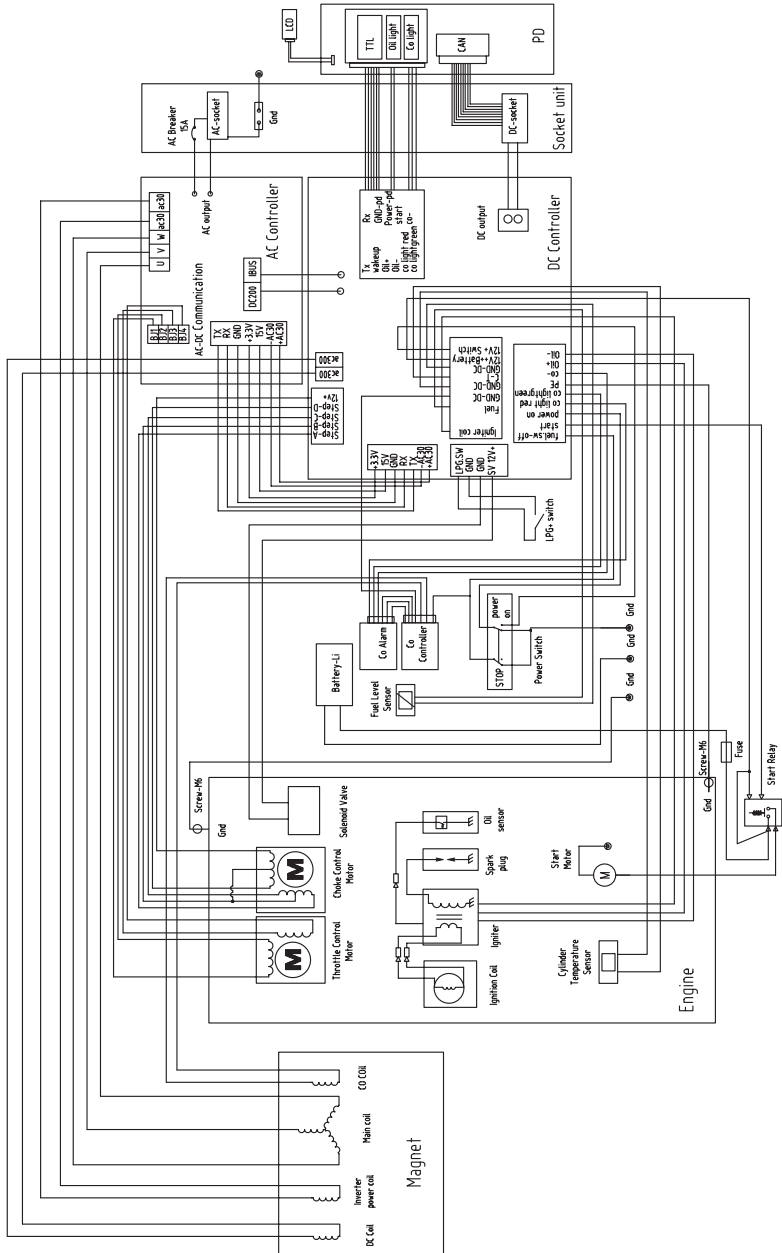 LCD
TTL
Oil light
Co light
CAN
PD
AC Breaker
15A
AC-socket
Gnd
DC-socket
Socket unit
U
V
W
ac30
ac30
AC output
AC Controller
AC-DC Communication
BJ1
BJ2
BJ3
BJ4
DC200
IBUS
TX
RX
GND
+3.3V
15V
-AC30
+AC30
ac300
ac300
Tx
wakeup
Oil+
Oil-
co light red
co lightgreen
Rx
GND-pd
Power-pd
start
co-
DC output
DC Controller
Step-A
Step-B
Step-C
Step-D
12v+
+3.3V
15V
GND
RX
TX
-AC30
+AC30
12V+ Switch
12V++Battery
GND-DC
C-T
GND-DC
GND-DC
Fuel
Igniter coil
Oil-
Oil+
co-
PE
co lightgreen
co light red
power on
start
fuel.sw-off
LPG.SW
GND
GND
SV 12V+
LPG+ switch
Co Alarm
Co
Controller
Battery-Li
Fuel Level
Sensor
power
on
STOP
Power Switch
Gnd
Gnd
Gnd
Screw-M6
Gnd
Solenoid Valve
Choke Control
Motor
M
Throttle Control
Motor
M
Oil
sensor
Spark
plug
Igniter
Ignition Coil
Start
Motor
M
Cylinder
Temperature
Sensor
Engine
Screw-M6
Gnd
Fuse
Start Relay
CO COil
Main coil
Inverter
power coil
DC Coil
Magnet